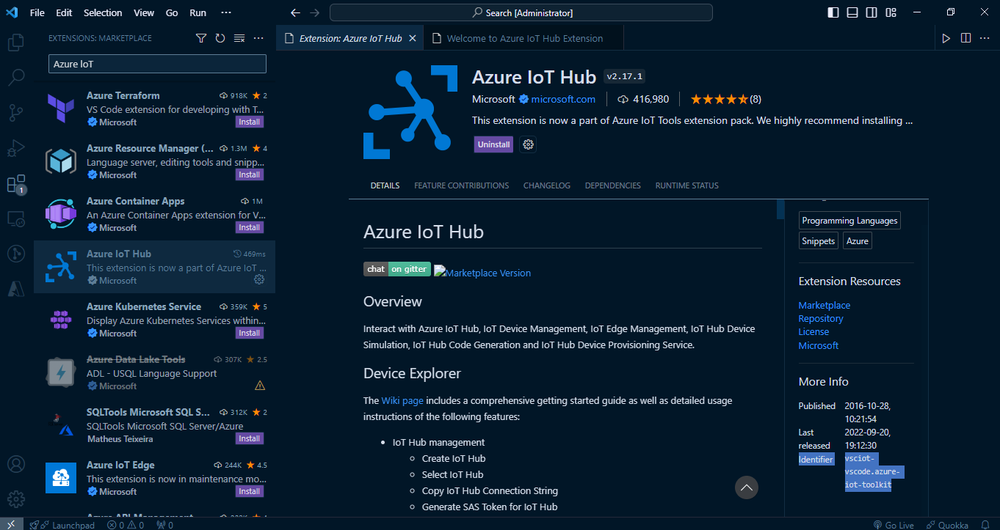 File Edit Selection View Go Run ···
Search [Administrator]
EXTENSIONS: MARKETPLACE
Azure IoT
Azure Terraform 918K ★ 2
VS Code extension for developing with T...
Microsoft Install
Azure Resource Manager (... 1.3M ★ 4
Language server, editing tools and snipp...
Microsoft Install
Azure Container Apps 1M
An Azure Container Apps extension for V...
Microsoft Install
Azure IoT Hub 469ms
This extension is now a part of Azure IoT ...
Microsoft
Azure Kubernetes Service 359K ★ 5
Display Azure Kubernetes Services within...
Microsoft Install
Azure Data Lake Tools 307K ★ 2.5
ADL - USQL Language Support
Microsoft
SQLTools Microsoft SQL S... 312K ★ 2
SQLTools Microsoft SQL Server/Azure
Matheus Teixeira Install
Azure IoT Edge 244K ★ 4.5
This extension is now in maintenance mo...
Microsoft Install
Azure API Management
1
Extension: Azure IoT Hub
Welcome to Azure IoT Hub Extension
Azure IoT Hub v2.17.1
Microsoft microsoft.com 416,980 (8)
This extension is now a part of Azure IoT Tools extension pack. We highly recommend installing ...
Uninstall
DETAILS FEATURE CONTRIBUTIONS CHANGELOG DEPENDENCIES RUNTIME STATUS
Azure IoT Hub
chat on gitter Marketplace Version
Overview
Interact with Azure IoT Hub, IoT Device Management, IoT Edge Management, IoT Hub Device
Simulation, IoT Hub Code Generation and IoT Hub Device Provisioning Service.
Device Explorer
The Wiki page includes a comprehensive getting started guide as well as detailed usage
instructions of the following features:
• IoT Hub management
◦ Create IoT Hub
◦ Select IoT Hub
◦ Copy IoT Hub Connection String
◦ Generate SAS Token for IoT Hub
Programming Languages
Snippets Azure
Extension Resources
Marketplace
Repository
License
Microsoft
More Info
Published 2016-10-28,
10:21:54
Last 2022-09-20,
released 19:12:30
Identifier vsciot-
vscode.azure-
iot-toolkit
Launchpad 0 0 0
Go Live Quokka